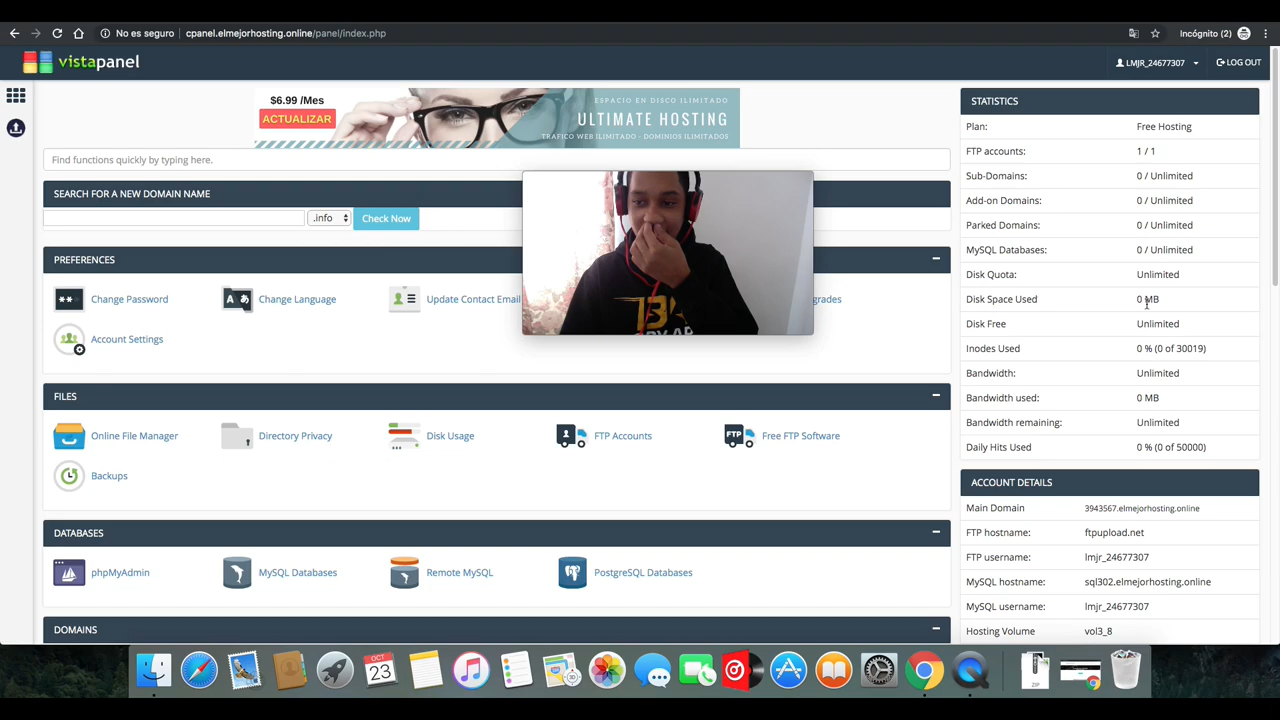 No es seguro
cpanel.elmejorhosting.online/panel/index.php
Incógnito (2)
vistapanel
LMJR_24677307
LOG OUT
$6.99 /Mes
ACTUALIZAR
ESPACIO EN DISCO ILIMITADO
ULTIMATE HOSTING
TRAFICO WEB ILIMITADO - DOMINIOS ILIMITADOS
Find functions quickly by typing here.
SEARCH FOR A NEW DOMAIN NAME
.info
Check Now
PREFERENCES
Change Password
Change Language
Update Contact Email
Account Settings
FILES
Online File Manager
Directory Privacy
Disk Usage
FTP Accounts
FTP
Free FTP Software
Backups
DATABASES
phpMyAdmin
MySQL Databases
Remote MySQL
PostgreSQL Databases
DOMAINS
STATISTICS
Plan: Free Hosting
FTP accounts: 1 / 1
Sub-Domains: 0 / Unlimited
Add-on Domains: 0 / Unlimited
Parked Domains: 0 / Unlimited
MySQL Databases: 0 / Unlimited
Disk Quota: Unlimited
Disk Space Used 0 MB
Disk Free Unlimited
Inodes Used 0 % (0 of 30019)
Bandwidth: Unlimited
Bandwidth used: 0 MB
Bandwidth remaining: Unlimited
Daily Hits Used 0 % (0 of 50000)
ACCOUNT DETAILS
Main Domain 3943567.elmejorhosting.online
FTP hostname: ftpupload.net
FTP username: lmjr_24677307
MySQL hostname: sql302.elmejorhosting.online
MySQL username: lmjr_24677307
Hosting Volume vol3_8
OCT
23
ZIP